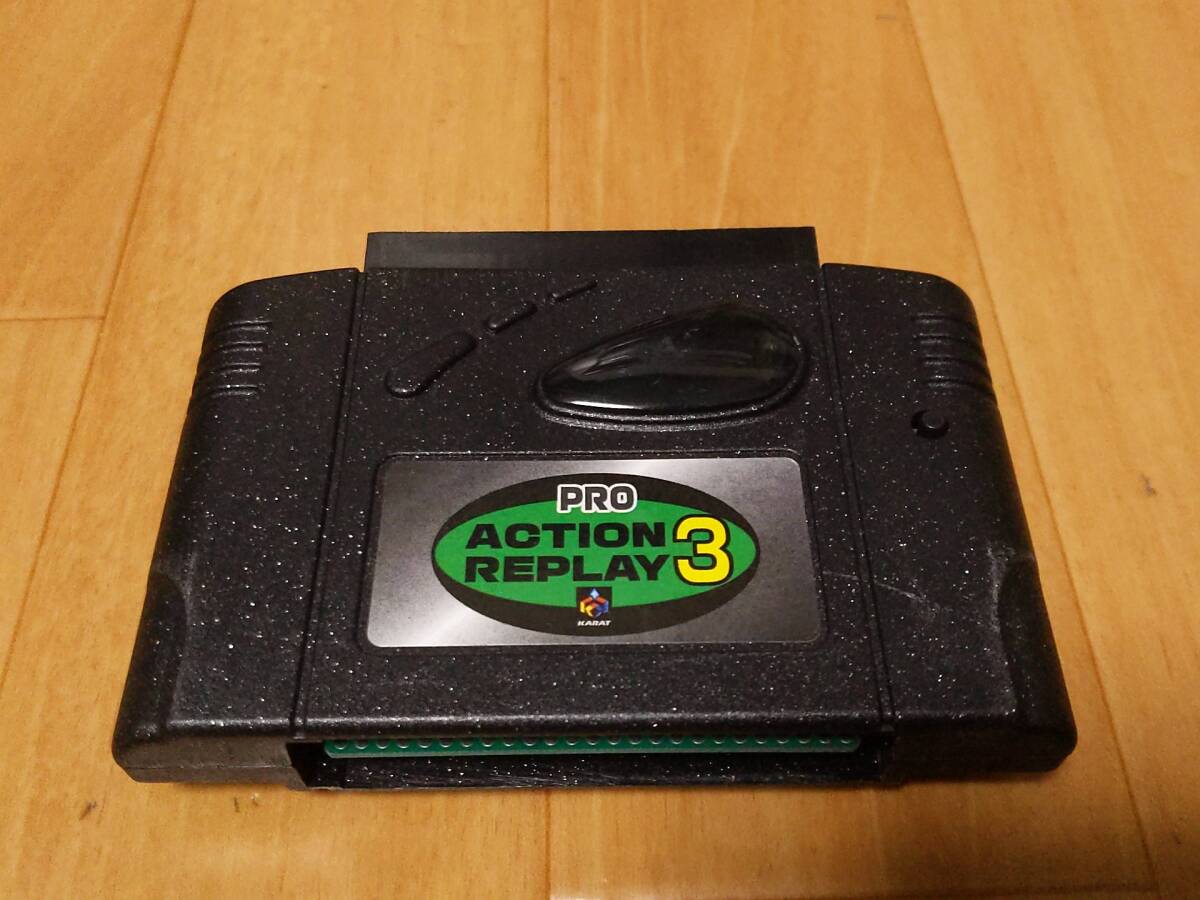 PRO
ACTION
REPLAY 3
KARAT